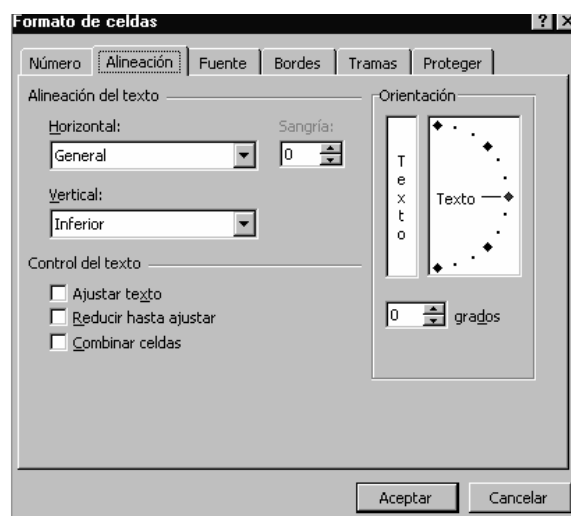 Formato de celdas
Número Alineación Fuente Bordes Tramas Proteger
Alineación del texto
Horizontal:
General
Sangría:
0
Vertical:
Inferior
Control del texto
Ajustar texto
Reducir hasta ajustar
Combinar celdas
Orientación
Texto
Texto
0 grados
Aceptar Cancelar